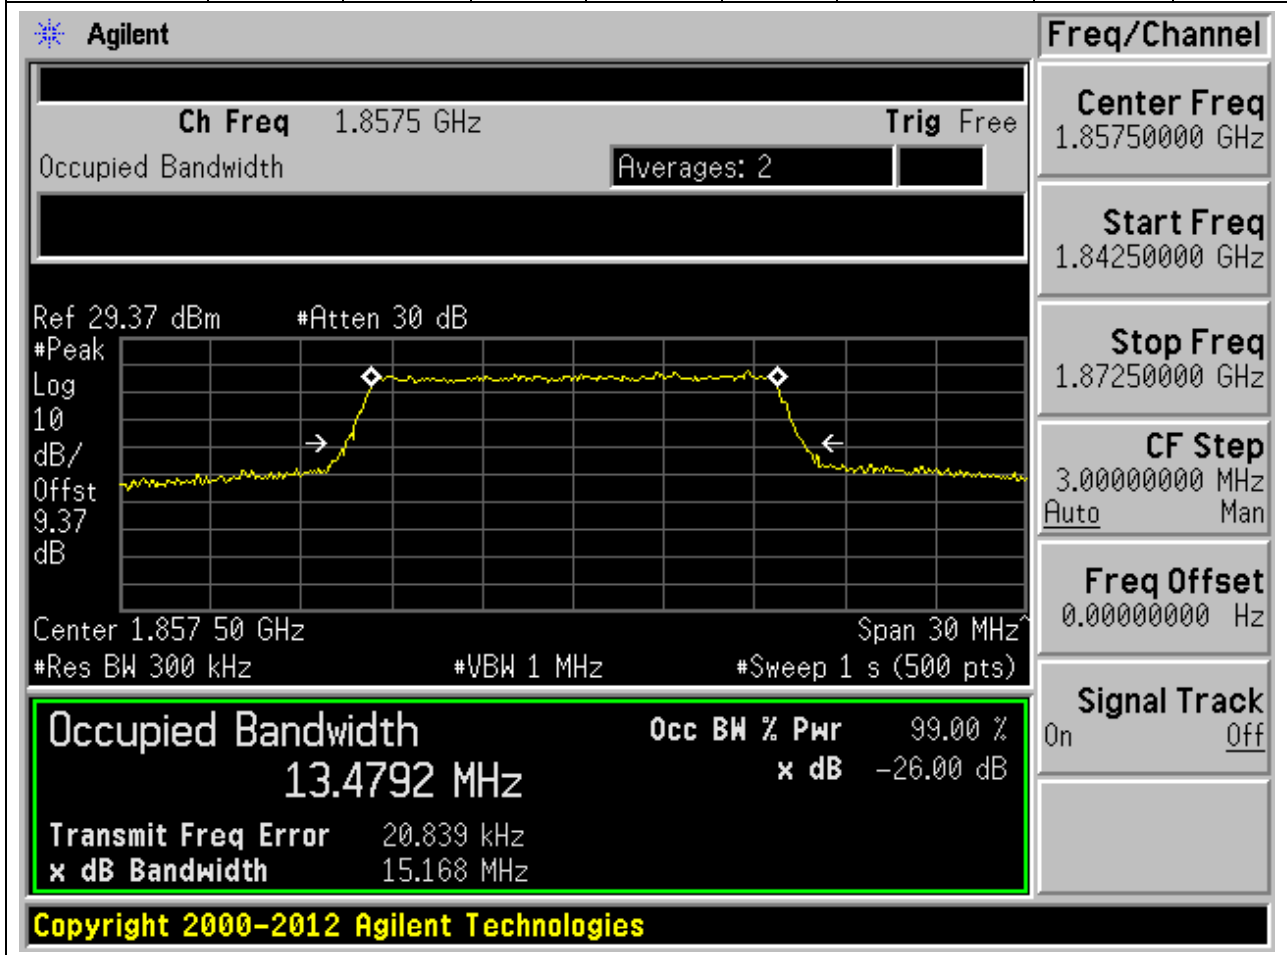 Agilent
Freq/Channel
Ch Freq 1.8575 GHz Trig Free
Occupied Bandwidth Averages: 2
Center Freq
1.85750000 GHz
Start Freq
1.84250000 GHz
Stop Freq
1.87250000 GHz
CF Step
3.00000000 MHz
Auto Man
Freq Offset
0.00000000 Hz
Signal Track
On Off
Ref 29.37 dBm #Atten 30 dB
#Peak
Log
10
dB/
Offst
9.37
dB
Center 1.857 50 GHz Span 30 MHz^
#Res BW 300 kHz #VBW 1 MHz #Sweep 1 s (500 pts)
Occupied Bandwidth
13.4792 MHz
Occ BW % Pwr 99.00 %
x dB -26.00 dB
Transmit Freq Error 20.839 kHz
x dB Bandwidth 15.168 MHz
Copyright 2000-2012 Agilent Technologies